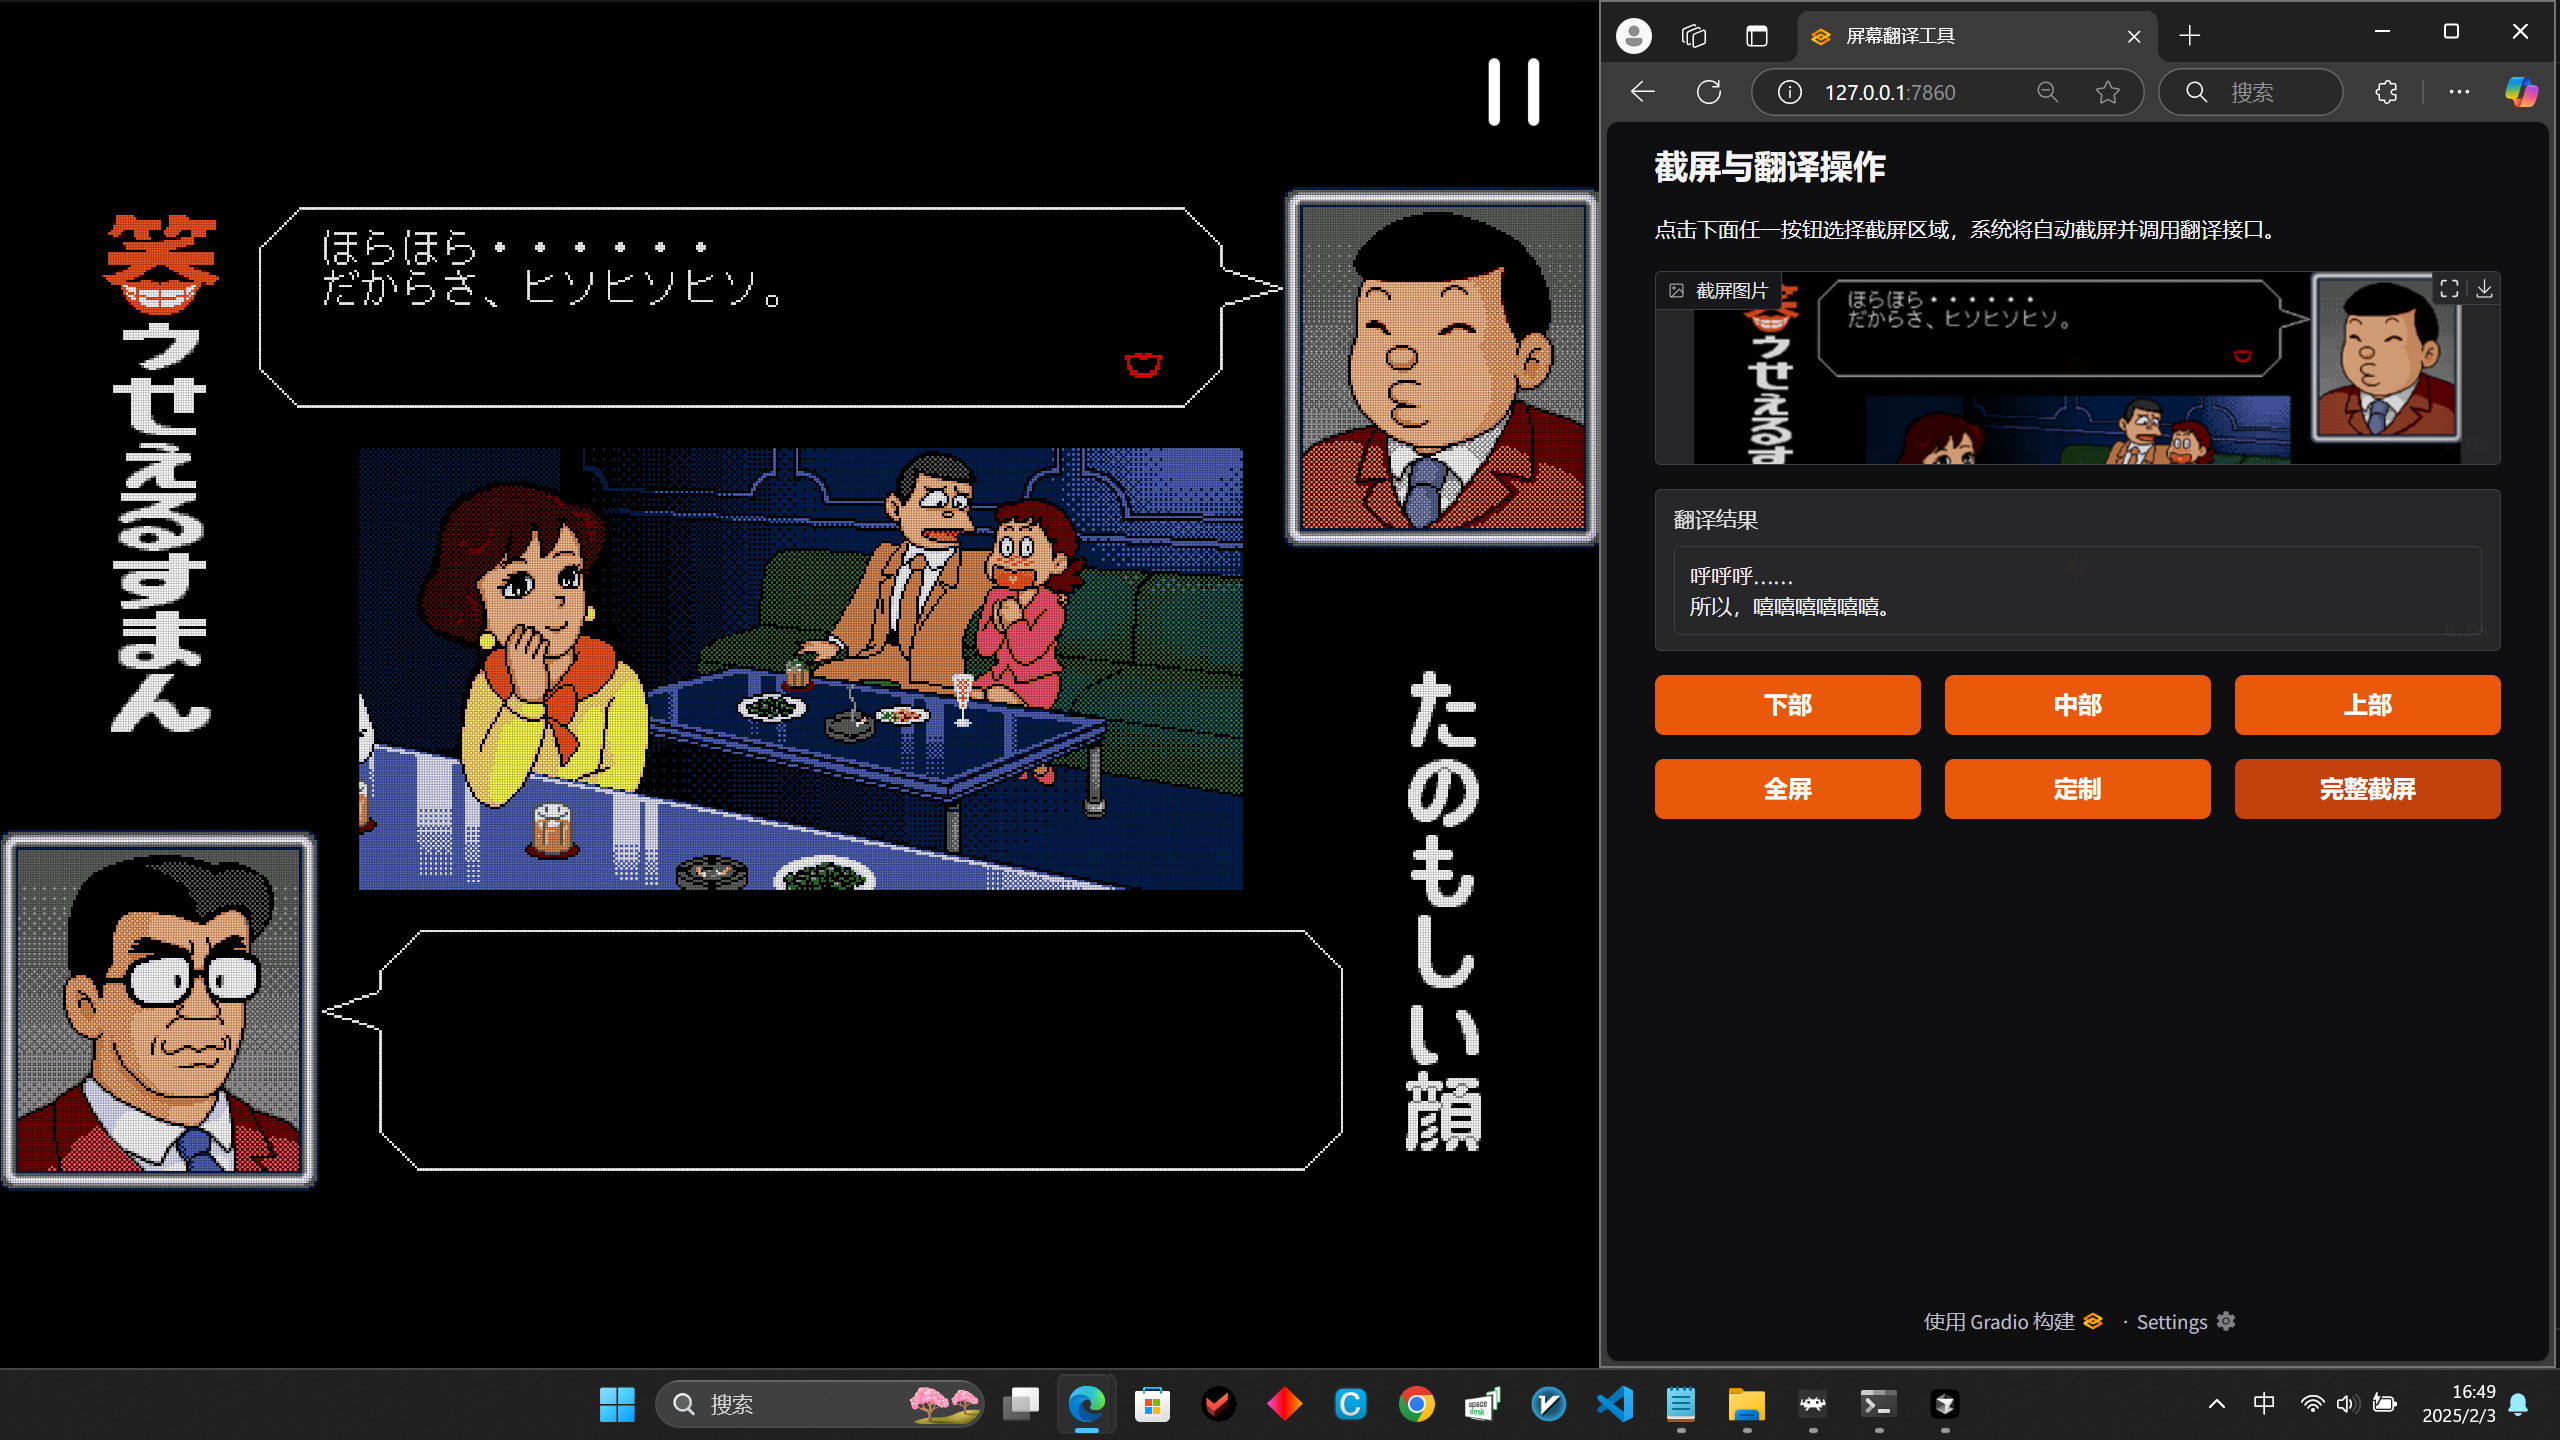 笑ゥせぇるすまん
ほらほら・・・・・・
だからさ、ヒソヒソヒソ。
たのもしい顔
屏幕翻译工具
127.0.0.1:7860
搜索
截屏与翻译操作
点击下面任一按钮选择截屏区域，系统将自动截屏并调用翻译接口。
截屏图片
ほらほら・・・・・・
だからさ、ヒソヒソヒソ。
ゥせぇるす
翻译结果
呼呼呼……
所以，嘻嘻嘻嘻嘻嘻。
下部
中部
上部
全屏
定制
完整截屏
使用 Gradio 构建 · Settings
搜索
space desk
中
16:49
2025/2/3